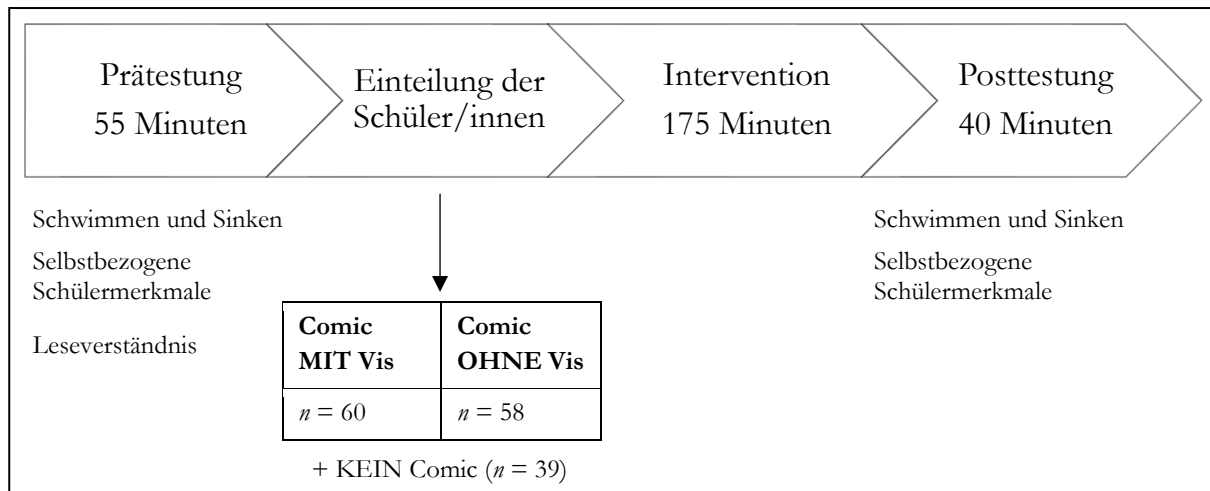 Prätestung
55 Minuten
Einteilung der
Schüler/innen
Intervention
175 Minuten
Posttestung
40 Minuten
Schwimmen und Sinken
Selbstbezogene
Schülermerkmale
Leseverständnis
Schwimmen und Sinken
Selbstbezogene
Schülermerkmale
Comic
MIT Vis
Comic
OHNE Vis
n = 60
n = 58
+ KEIN Comic (n = 39)